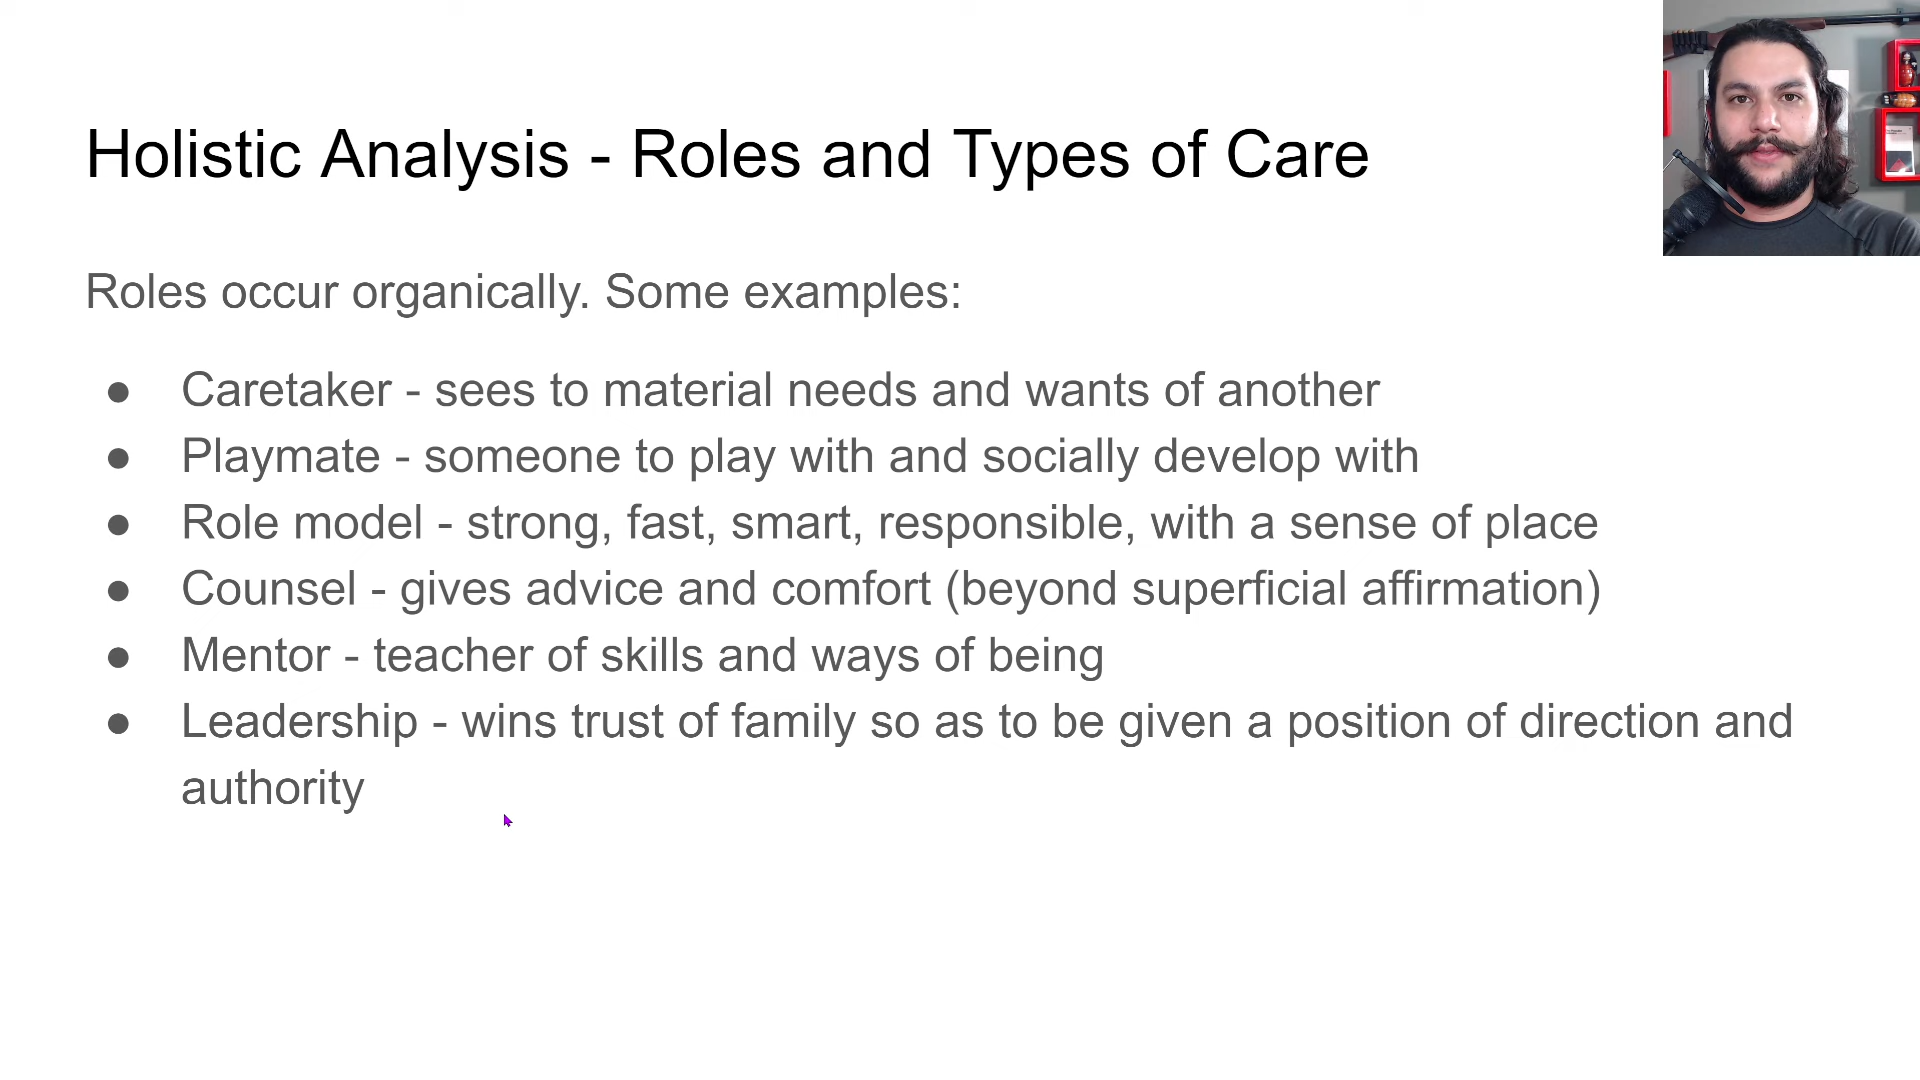 Holistic Analysis - Roles and Types of Care
Roles occur organically. Some examples:
● Caretaker - sees to material needs and wants of another
● Playmate - someone to play with and socially develop with
● Role model - strong, fast, smart, responsible, with a sense of place
● Counsel - gives advice and comfort (beyond superficial affirmation)
● Mentor - teacher of skills and ways of being
● Leadership - wins trust of family so as to be given a position of direction and
authority